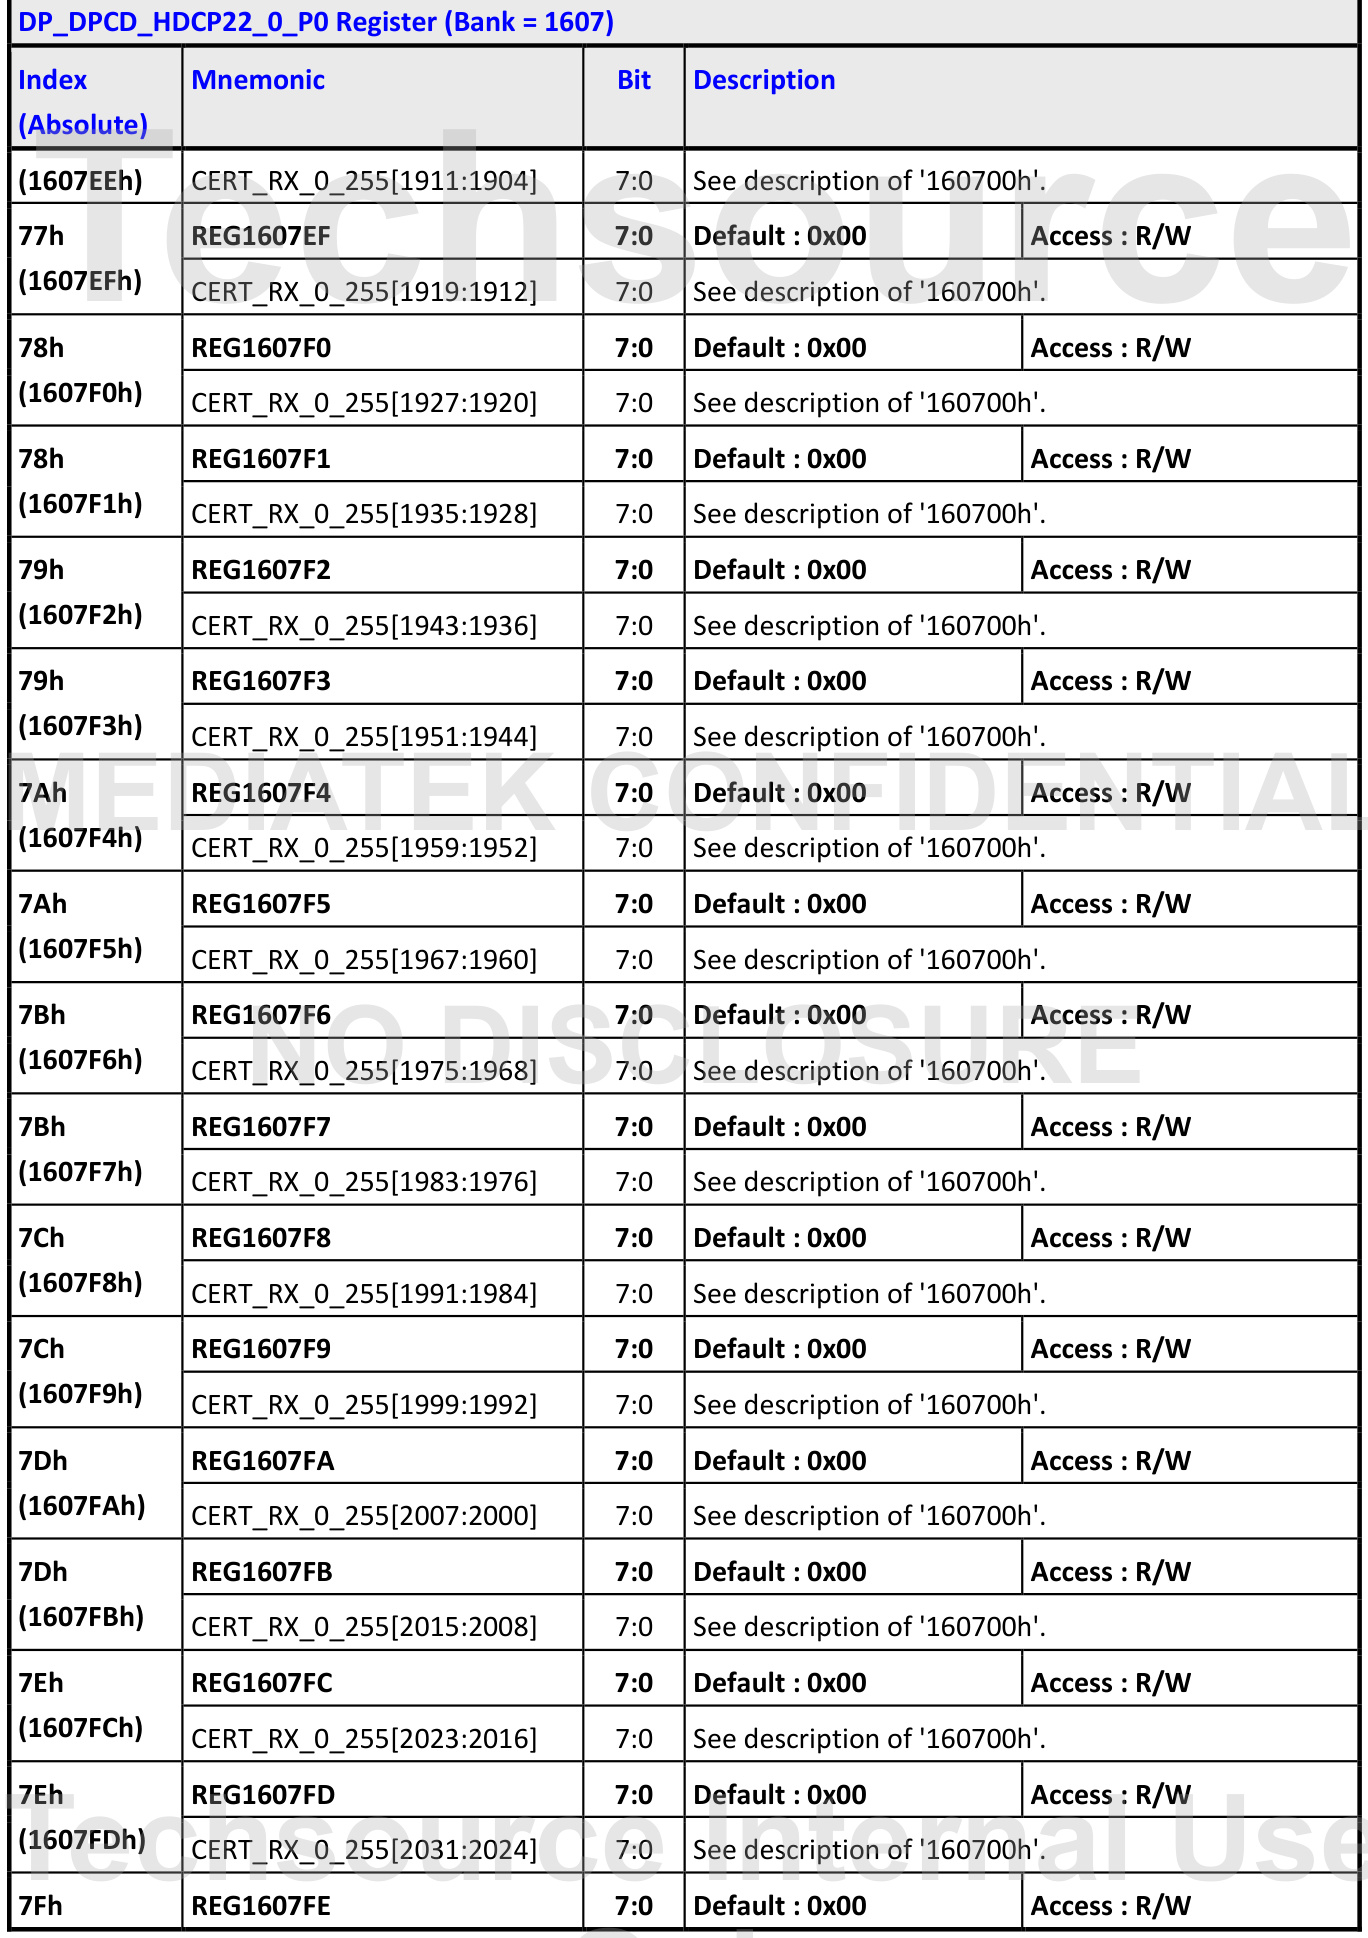 DP_DPCD_HDCP22_0_P0 Register (Bank = 1607)
Index Mnemonic Bit Description
(Absolute)
(1607EEh) CERT_RX_0_255[1911:1904] 7:0 See description of '160700h'.
77h REG1607EF 7:0 Default : 0x00 Access : R/W
(1607EFh) CERT_RX_0_255[1919:1912] 7:0 See description of '160700h'.
78h REG1607F0 7:0 Default : 0x00 Access : R/W
(1607F0h) CERT_RX_0_255[1927:1920] 7:0 See description of '160700h'.
78h REG1607F1 7:0 Default : 0x00 Access : R/W
(1607F1h) CERT_RX_0_255[1935:1928] 7:0 See description of '160700h'.
79h REG1607F2 7:0 Default : 0x00 Access : R/W
(1607F2h) CERT_RX_0_255[1943:1936] 7:0 See description of '160700h'.
79h REG1607F3 7:0 Default : 0x00 Access : R/W
(1607F3h) CERT_RX_0_255[1951:1944] 7:0 See description of '160700h'.
7Ah REG1607F4 7:0 Default : 0x00 Access : R/W
(1607F4h) CERT_RX_0_255[1959:1952] 7:0 See description of '160700h'.
7Ah REG1607F5 7:0 Default : 0x00 Access : R/W
(1607F5h) CERT_RX_0_255[1967:1960] 7:0 See description of '160700h'.
7Bh REG1607F6 7:0 Default : 0x00 Access : R/W
(1607F6h) CERT_RX_0_255[1975:1968] 7:0 See description of '160700h'.
7Bh REG1607F7 7:0 Default : 0x00 Access : R/W
(1607F7h) CERT_RX_0_255[1983:1976] 7:0 See description of '160700h'.
7Ch REG1607F8 7:0 Default : 0x00 Access : R/W
(1607F8h) CERT_RX_0_255[1991:1984] 7:0 See description of '160700h'.
7Ch REG1607F9 7:0 Default : 0x00 Access : R/W
(1607F9h) CERT_RX_0_255[1999:1992] 7:0 See description of '160700h'.
7Dh REG1607FA 7:0 Default : 0x00 Access : R/W
(1607FAh) CERT_RX_0_255[2007:2000] 7:0 See description of '160700h'.
7Dh REG1607FB 7:0 Default : 0x00 Access : R/W
(1607FBh) CERT_RX_0_255[2015:2008] 7:0 See description of '160700h'.
7Eh REG1607FC 7:0 Default : 0x00 Access : R/W
(1607FCh) CERT_RX_0_255[2023:2016] 7:0 See description of '160700h'.
7Eh REG1607FD 7:0 Default : 0x00 Access : R/W
(1607FDh) CERT_RX_0_255[2031:2024] 7:0 See description of '160700h'.
7Fh REG1607FE 7:0 Default : 0x00 Access : R/W
Techsource
MEDIATEK CONFIDENTIAL
NO DISCLOSURE
Techsource Internal Use